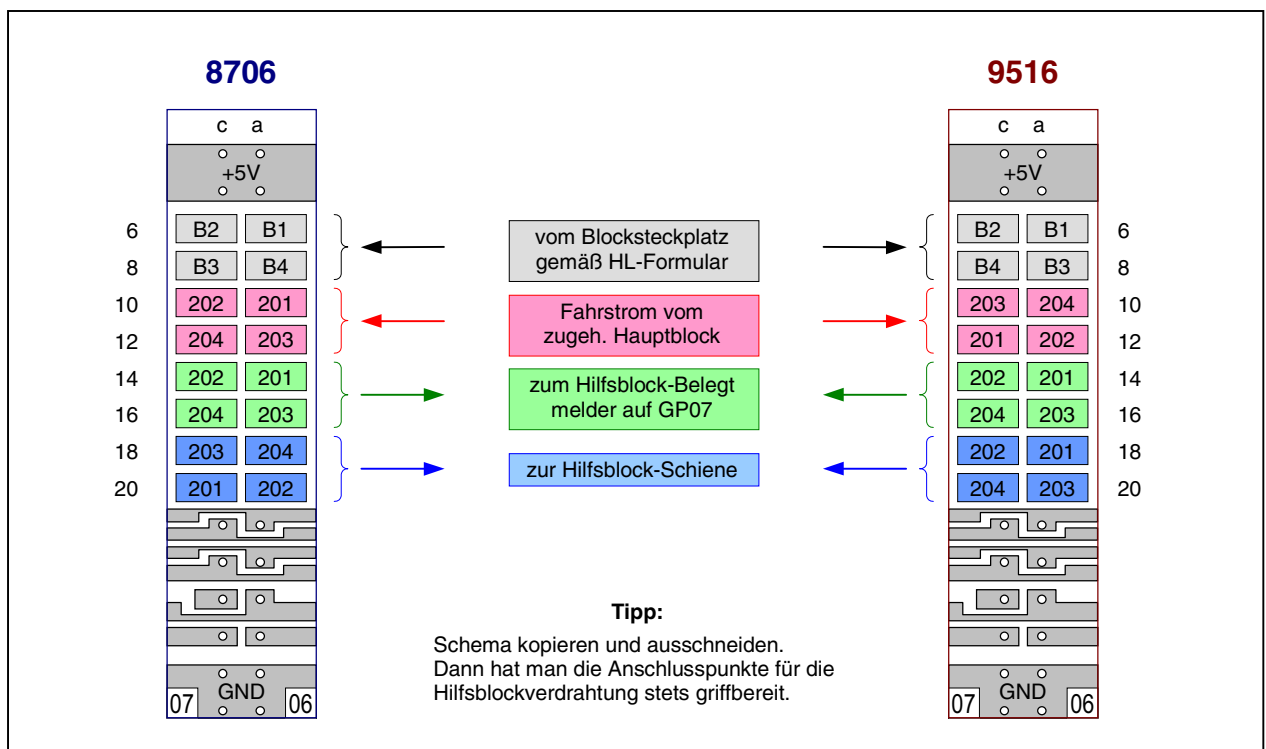 8706 9516
c a c a
+5V +5V
6 B2 B1 vom Blocksteckplatz B2 B1 6
8 B3 B4 gemäß HL-Formular B4 B3 8
10 202 201 Fahrstrom vom 203 204 10
12 204 203 zugeh. Hauptblock 201 202 12
14 202 201 zum Hilfsblock-Belegt 202 201 14
16 204 203 melder auf GP07 204 203 16
18 203 204 zur Hilfsblock-Schiene 202 201 18
20 201 202 204 203 20
Tipp:
Schema kopieren und ausschneiden.
Dann hat man die Anschlusspunkte für die
Hilfsblockverdrahtung stets griffbereit.
07 GND 06 07 GND 06